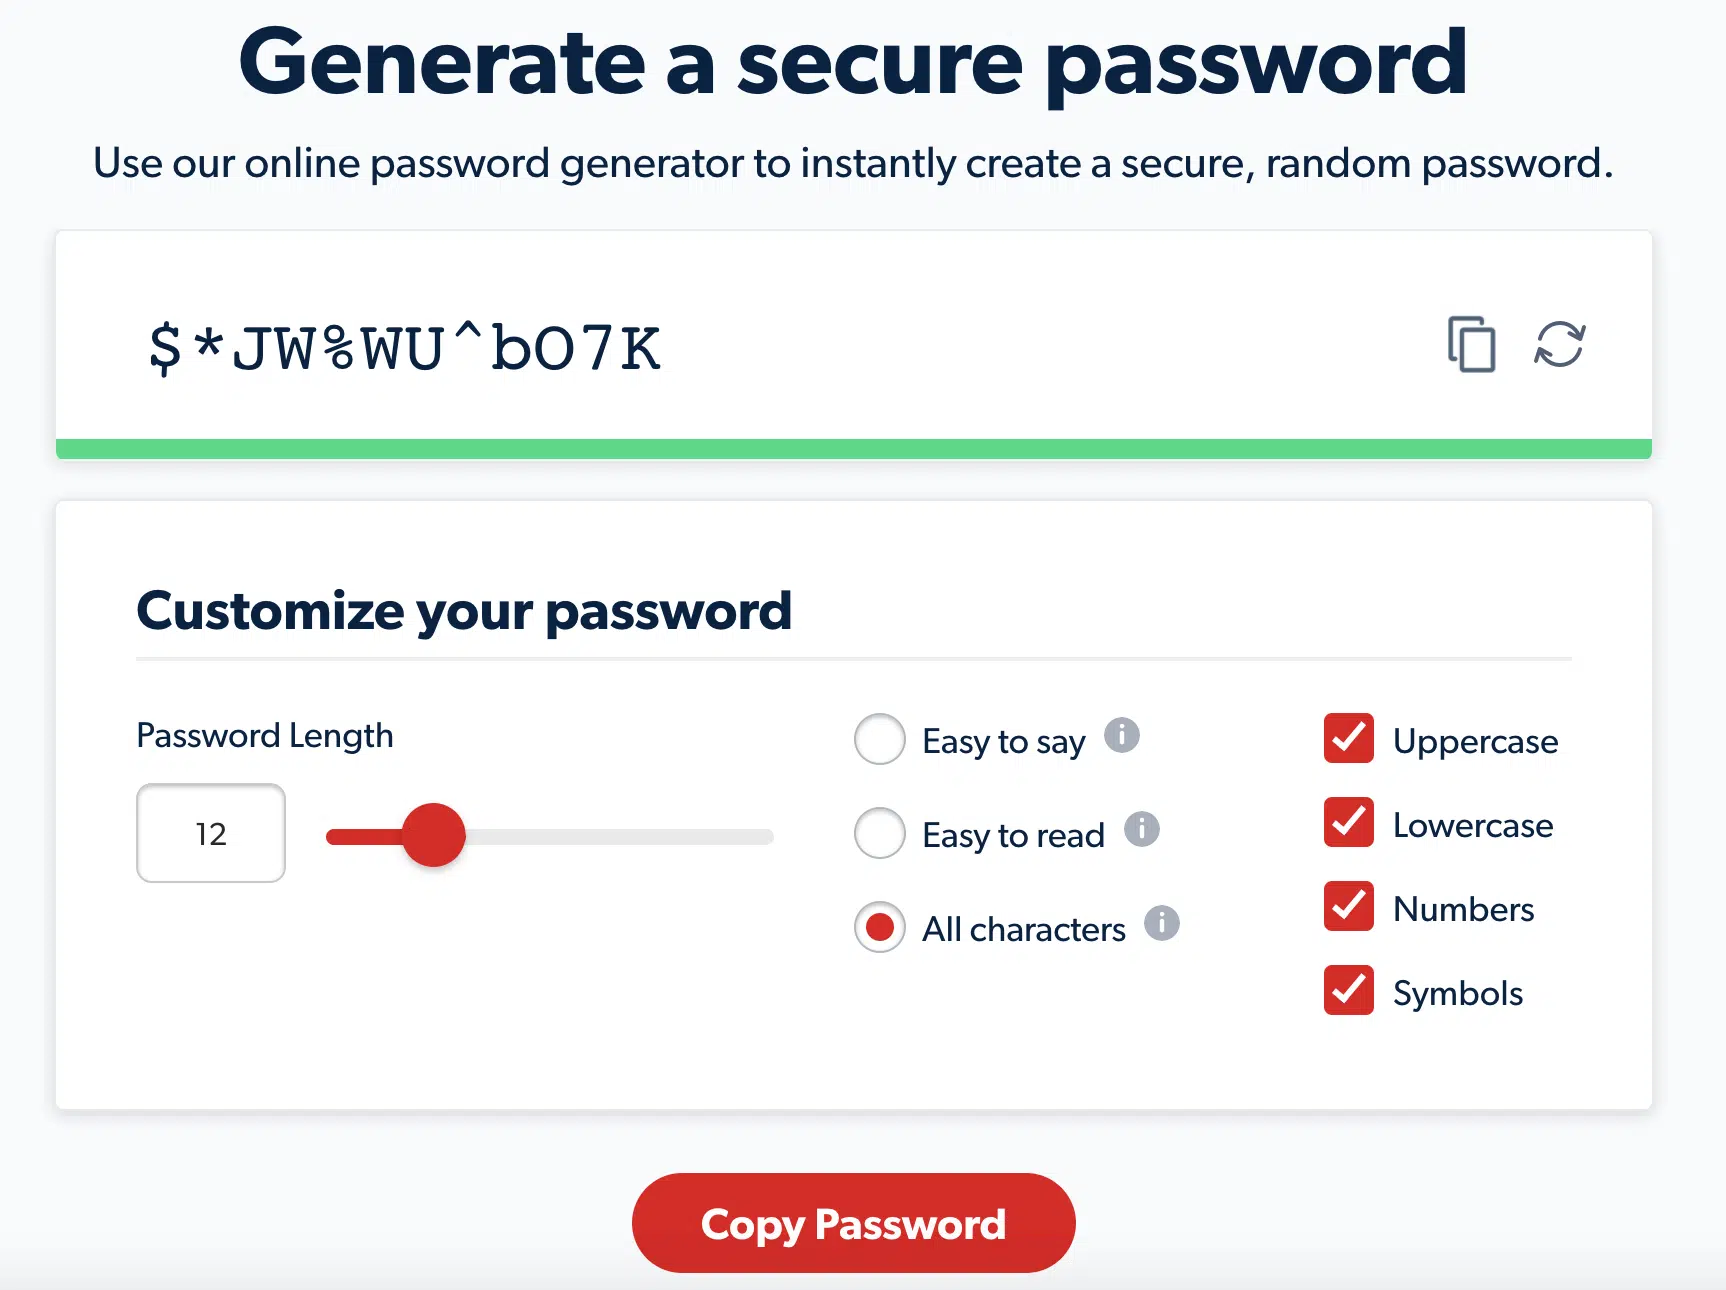 Generate a secure password
Use our online password generator to instantly create a secure, random password.
$*JW%WU^bO7K
Customize your password
Password Length
12
Easy to say
Easy to read
All characters
Uppercase
Lowercase
Numbers
Symbols
Copy Password